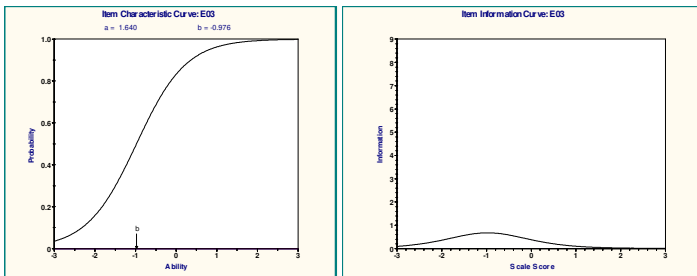 Item Characteristic Curve: E03
a = 1.640 b = -0.976
1.0
0.8
0.6
0.4
0.2
0
Probability
b
-3 -2 -1 0 1 2 3
Ability
Item Information Curve: E03
9
8
7
6
5
4
3
2
1
0
Information
-3 -2 -1 0 1 2 3
Scale Score